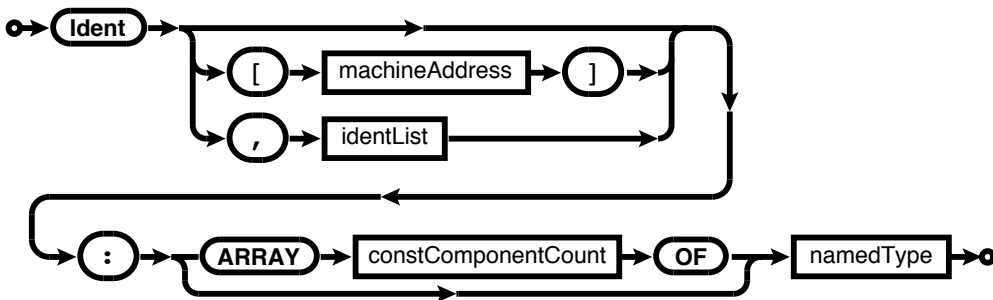 Ident
[ machineAddress ]
, identList
: ARRAY constComponentCount OF namedType